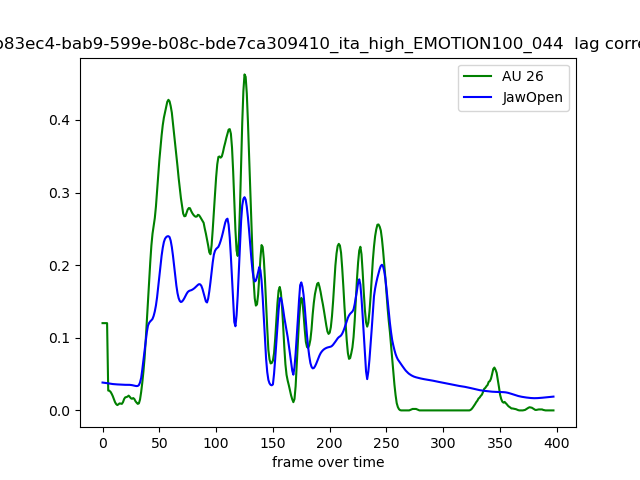 b83ec4-bab9-599e-b08c-bde7ca309410_ita_high_EMOTION100_044 lag corre
AU 26
JawOpen
0.4
0.3
0.2
0.1
0.0
0 50 100 150 200 250 300 350 400
frame over time